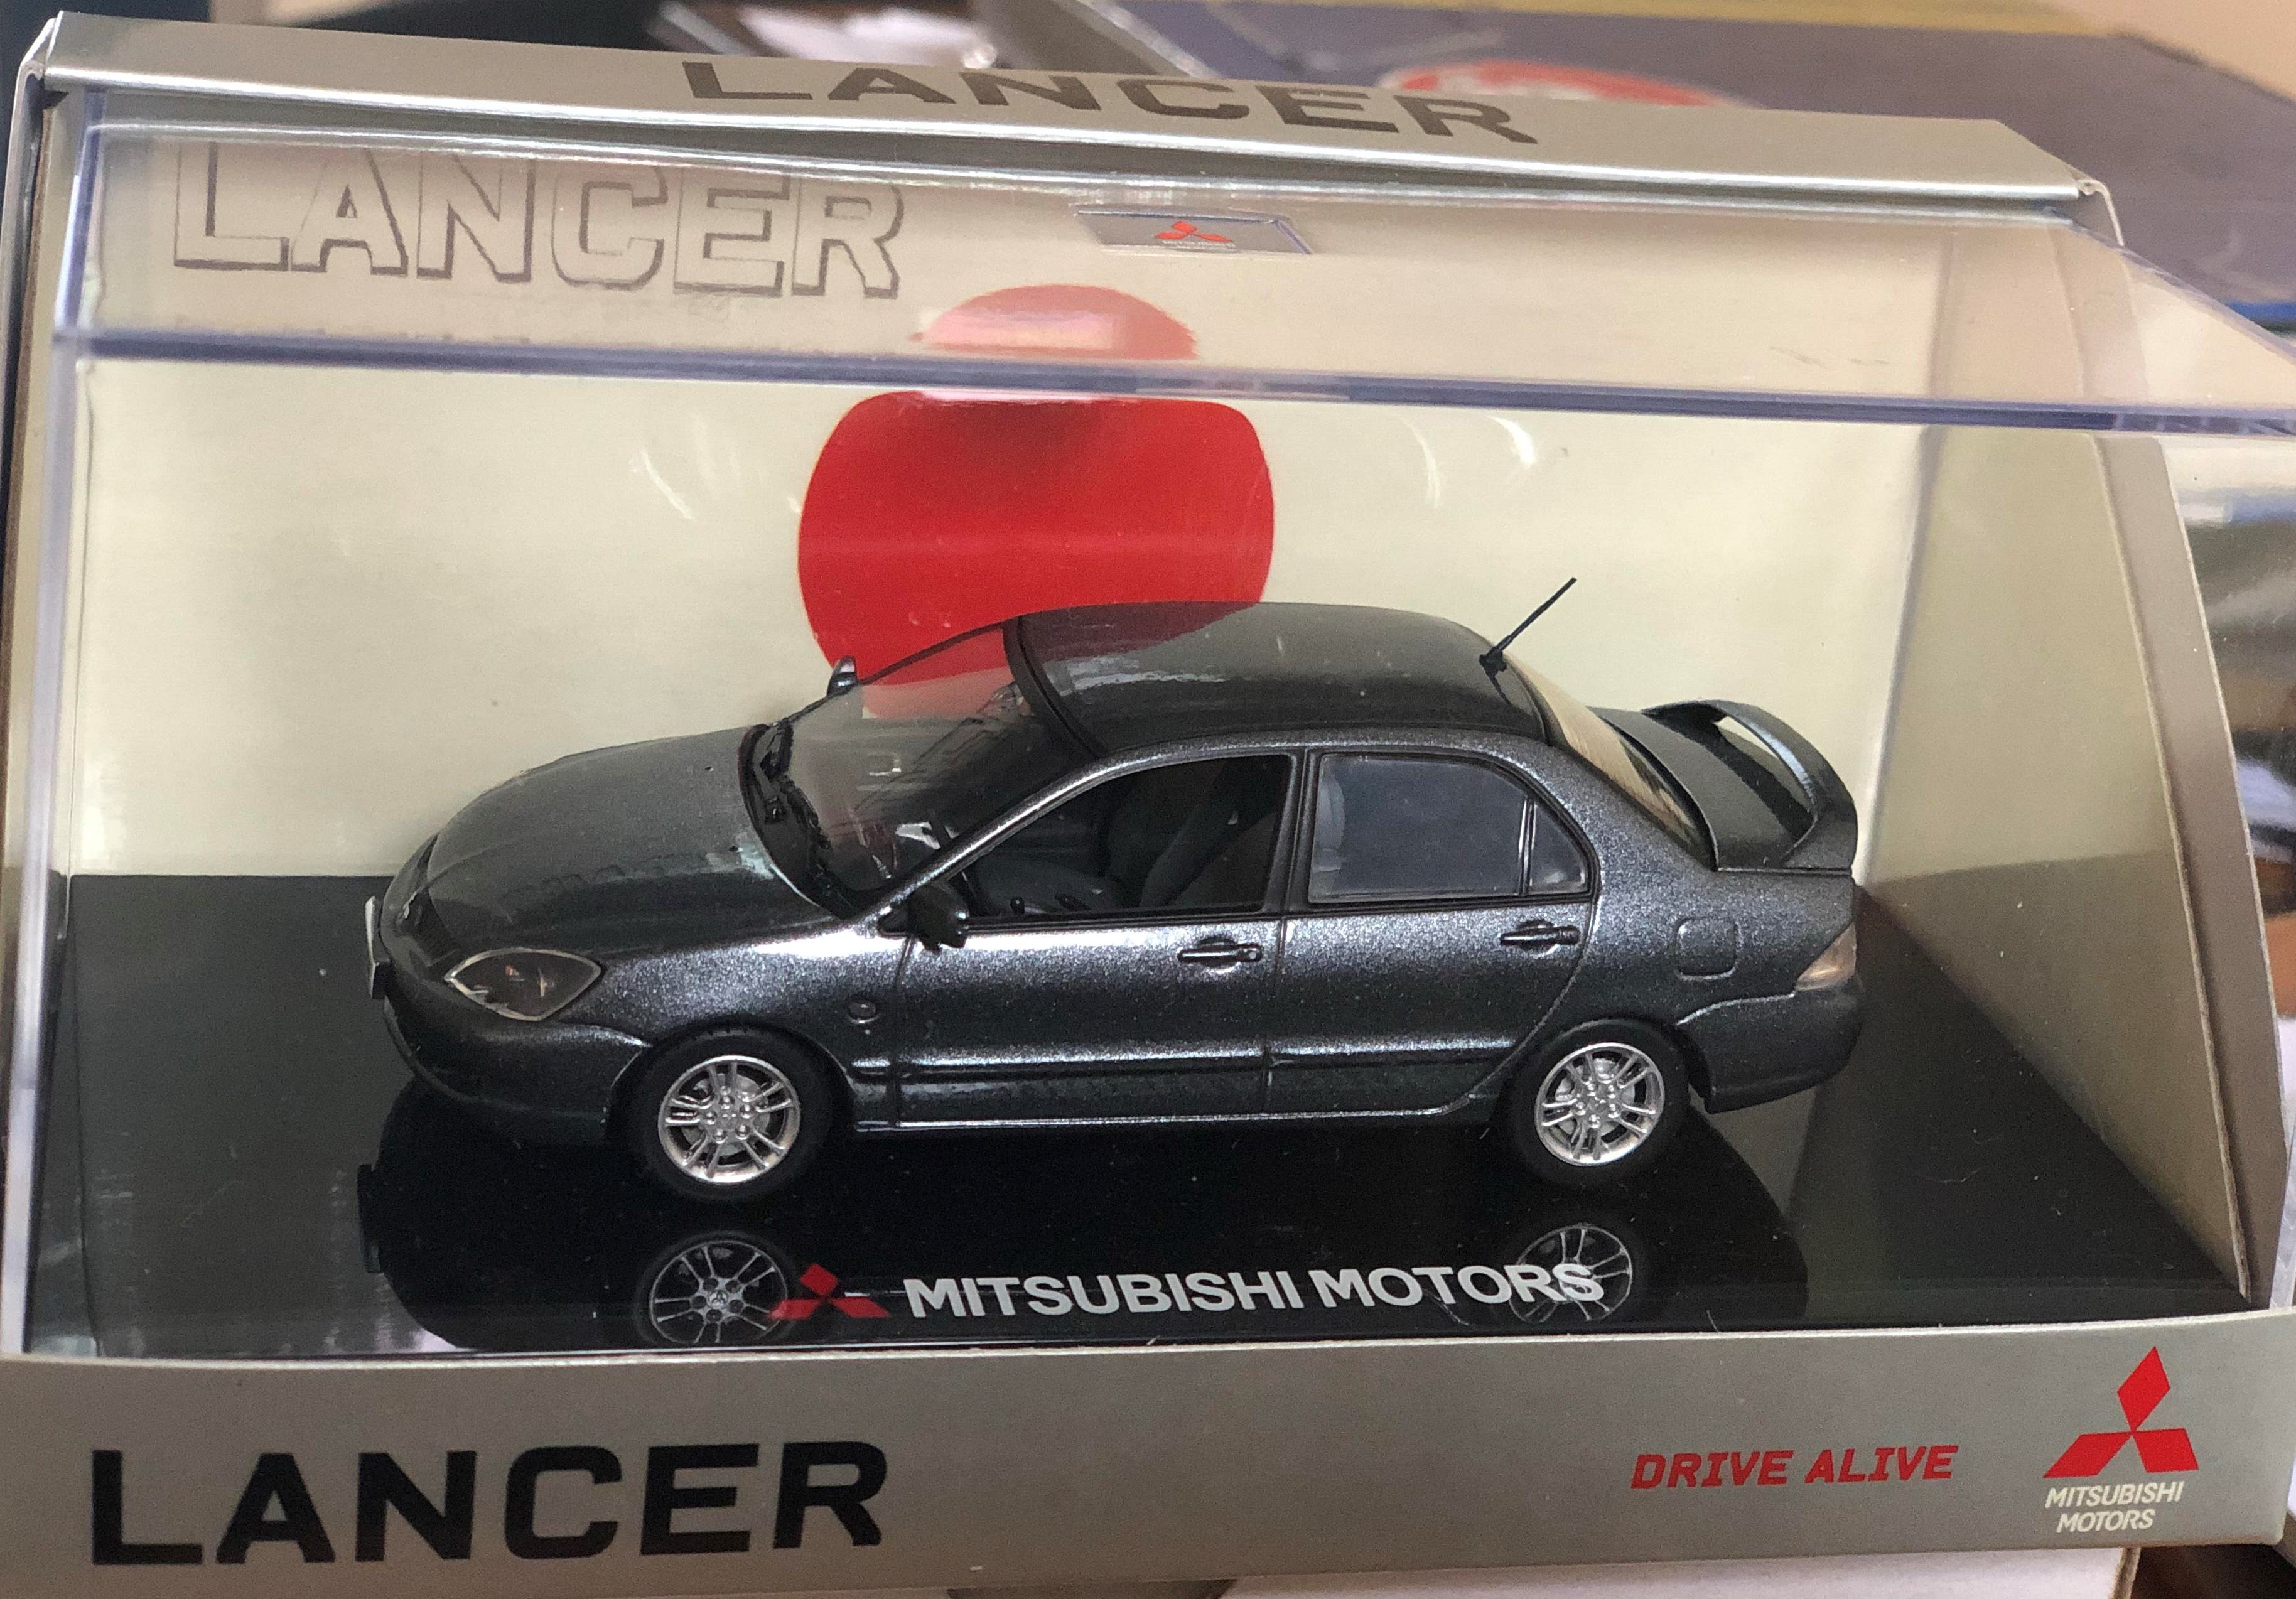 LANCER
LANCER
MITSUBISHI MOTORS
LANCER
DRIVE ALIVE
MITSUBISHI
MOTORS